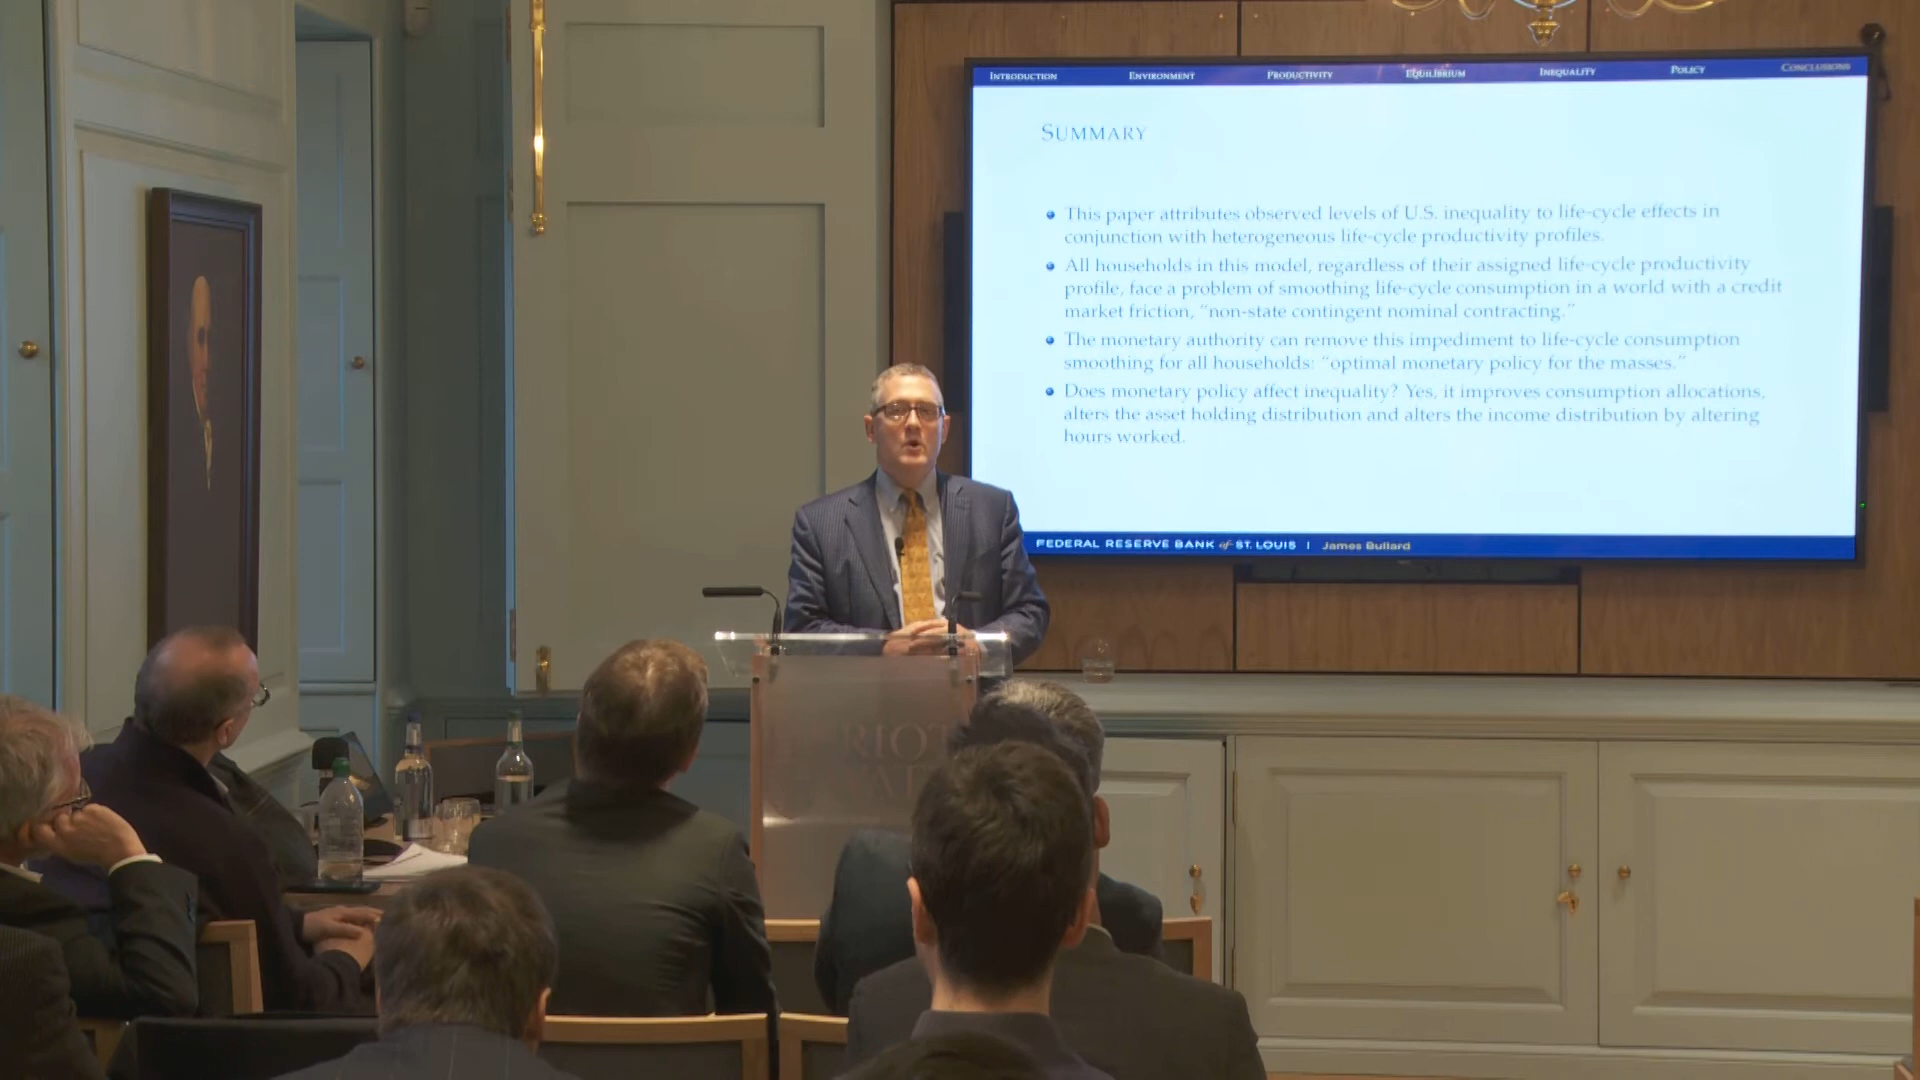 INTRODUCTION ENVIRONMENT PRODUCTIVITY EQUILIBRIUM INEQUALITY POLICY CONCLUSIONS
SUMMARY
This paper attributes observed levels of U.S. inequality to life-cycle effects in
conjunction with heterogeneous life-cycle productivity profiles.
All households in this model, regardless of their assigned life-cycle productivity
profile, face a problem of smoothing life-cycle consumption in a world with a credit
market friction, “non-state contingent nominal contracting.”
The monetary authority can remove this impediment to life-cycle consumption
smoothing for all households: “optimal monetary policy for the masses.”
Does monetary policy affect inequality? Yes, it improves consumption allocations,
alters the asset holding distribution and alters the income distribution by altering
hours worked.
FEDERAL RESERVE BANK of ST. LOUIS | James Bullard